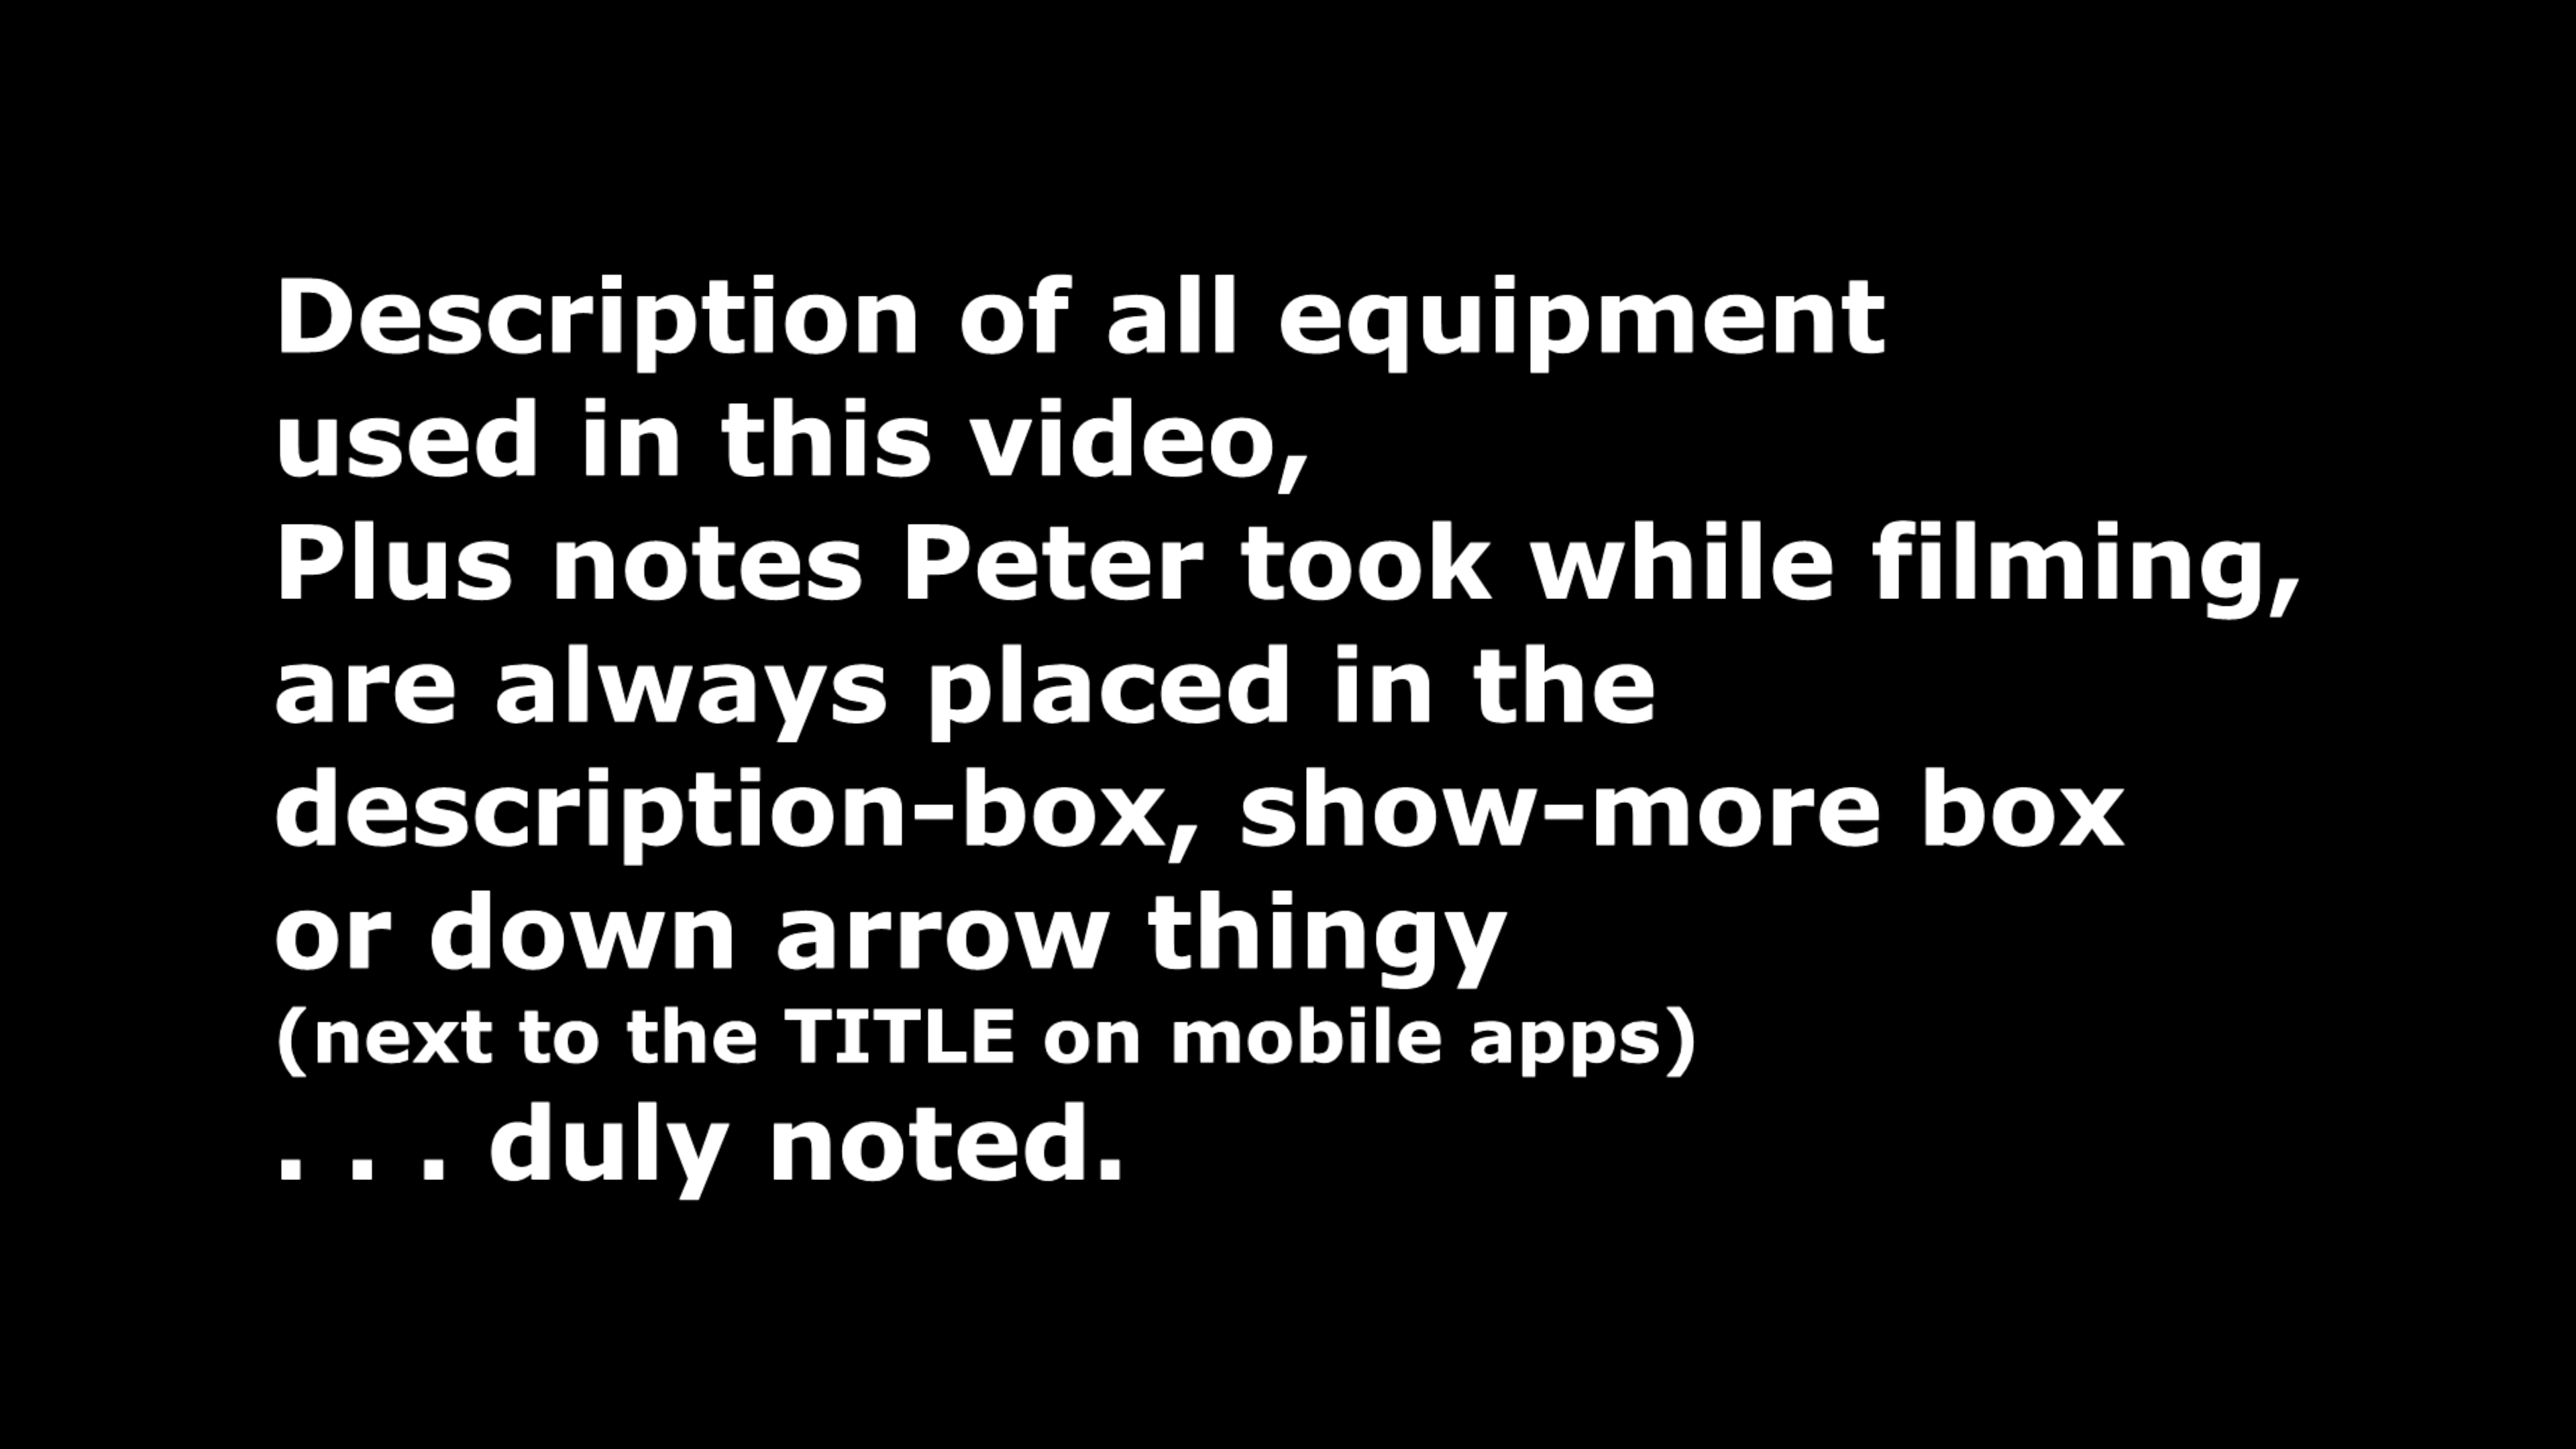 Description of all equipment
used in this video,
Plus notes Peter took while filming,
are always placed in the
description-box, show-more box
or down arrow thingy
(next to the TITLE on mobile apps)
. . . duly noted.